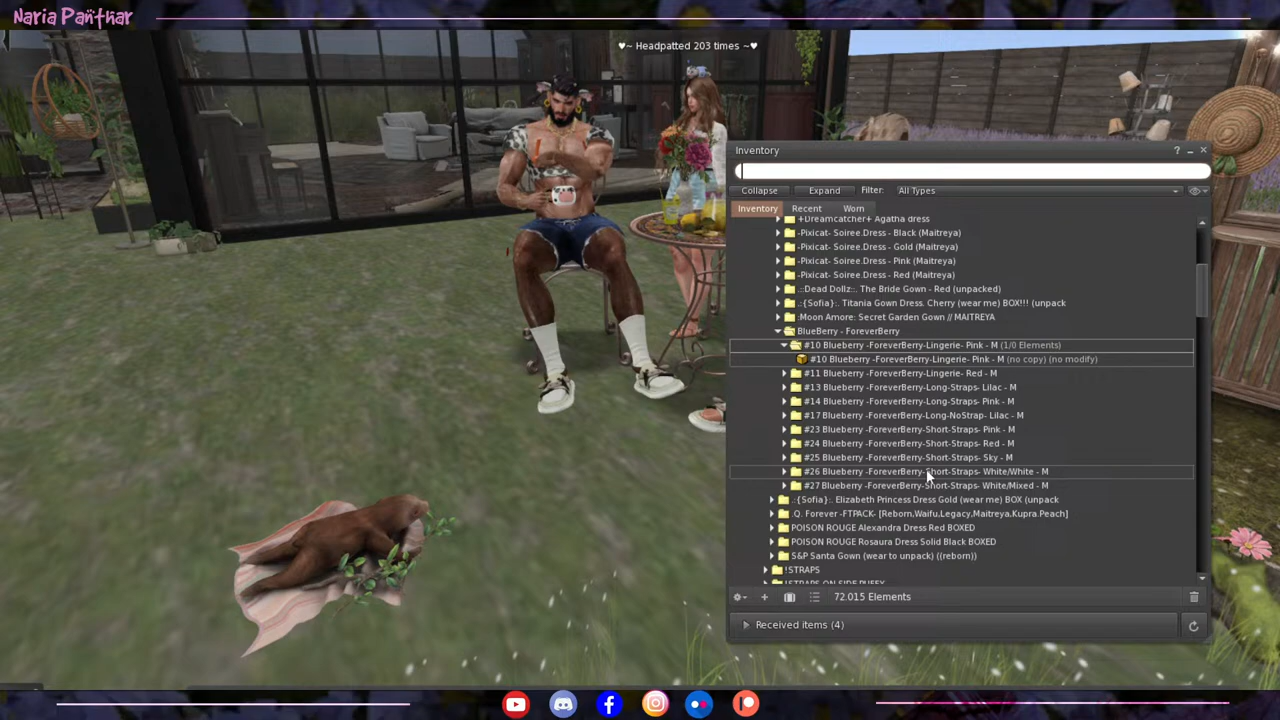 Naria Panthar
♥~ Headpatted 203 times ~♥
Inventory
? _ ×
Collapse Expand Filter: All Types
Inventory Recent Worn
+Dreamcatcher+ Agatha dress
-Pixicat- Soiree.Dress - Black (Maitreya)
-Pixicat- Soiree.Dress - Gold (Maitreya)
-Pixicat- Soiree.Dress - Pink (Maitreya)
-Pixicat- Soiree.Dress - Red (Maitreya)
.::Dead Dollz::. The Bride Gown - Red (unpacked)
.:{Sofia}:. Titania Gown Dress. Cherry (wear me) BOX!!! (unpack
:Moon Amore: Secret Garden Gown // MAITREYA
BlueBerry - ForeverBerry
#10 Blueberry -ForeverBerry-Lingerie- Pink - M (1/0 Elements)
#10 Blueberry -ForeverBerry-Lingerie- Pink - M (no copy) (no modify)
#11 Blueberry -ForeverBerry-Lingerie- Red - M
#13 Blueberry -ForeverBerry-Long-Straps- Lilac - M
#14 Blueberry -ForeverBerry-Long-Straps- Pink - M
#17 Blueberry -ForeverBerry-Long-NoStrap- Lilac - M
#23 Blueberry -ForeverBerry-Short-Straps- Pink - M
#24 Blueberry -ForeverBerry-Short-Straps- Red - M
#25 Blueberry -ForeverBerry-Short-Straps- Sky - M
#26 Blueberry -ForeverBerry-Short-Straps- White/White - M
#27 Blueberry -ForeverBerry-Short-Straps- White/Mixed - M
.:{Sofia}:. Elizabeth Princess Dress Gold (wear me) BOX (unpack
.Q. Forever -FTPACK- [Reborn,Waifu,Legacy,Maitreya,Kupra,Peach]
POISON ROUGE Alexandra Dress Red BOXED
POISON ROUGE Rosaura Dress Solid Black BOXED
S&P Santa Gown (wear to unpack) ((reborn))
!STRAPS
!STRAPS ON SIDE PUFFY
72.015 Elements
Received items (4)